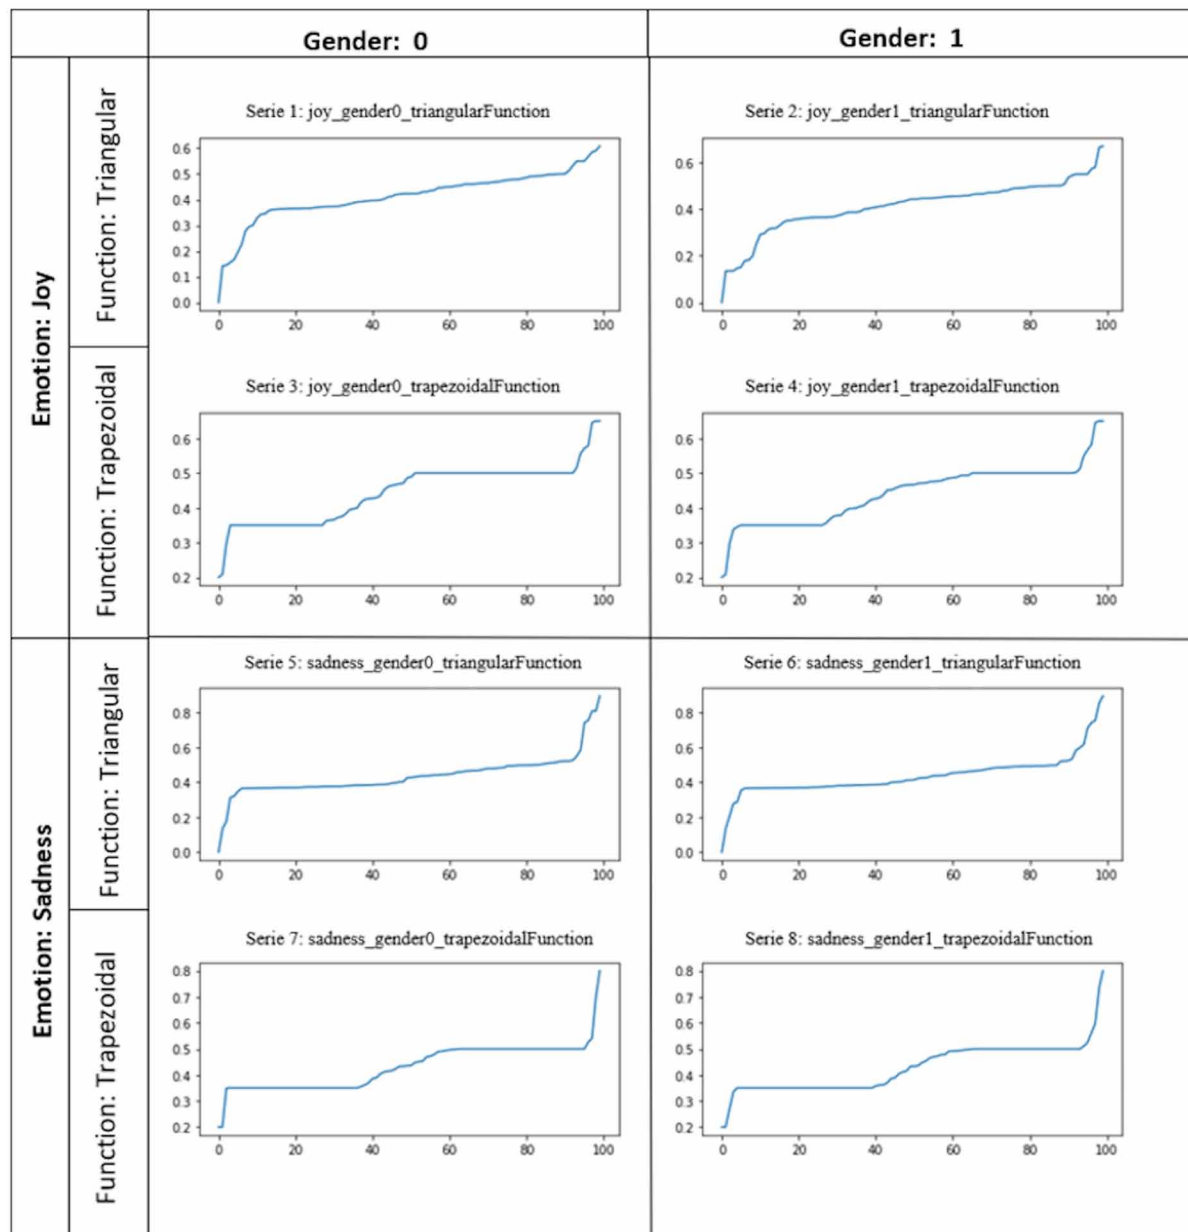 Gender: 0
Gender: 1
Emotion: Joy
Function: Triangular
Serie 1: joy_gender0_triangularFunction
0.6
0.5
0.4
0.3
0.2
0.1
0.0
0 20 40 60 80 100
Serie 2: joy_gender1_triangularFunction
0.6
0.4
0.2
0.0
0 20 40 60 80 100
Function: Trapezoidal
Serie 3: joy_gender0_trapezoidalFunction
0.6
0.5
0.4
0.3
0.2
0 20 40 60 80 100
Serie 4: joy_gender1_trapezoidalFunction
0.6
0.5
0.4
0.3
0.2
0 20 40 60 80 100
Emotion: Sadness
Function: Triangular
Serie 5: sadness_gender0_triangularFunction
0.8
0.6
0.4
0.2
0.0
0 20 40 60 80 100
Serie 6: sadness_gender1_triangularFunction
0.8
0.6
0.4
0.2
0.0
0 20 40 60 80 100
Function: Trapezoidal
Serie 7: sadness_gender0_trapezoidalFunction
0.8
0.7
0.6
0.5
0.4
0.3
0.2
0 20 40 60 80 100
Serie 8: sadness_gender1_trapezoidalFunction
0.8
0.7
0.6
0.5
0.4
0.3
0.2
0 20 40 60 80 100